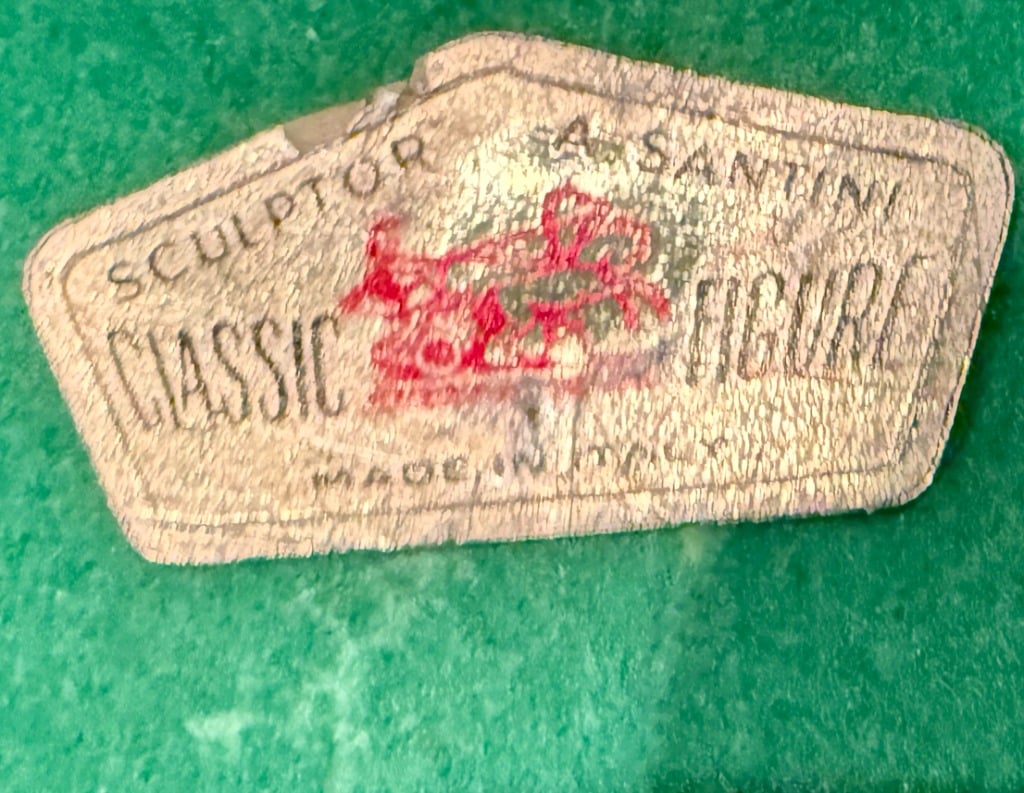 SCULPTOR A. SANTINI
CLASSIC FIGURE
MADE IN ITALY